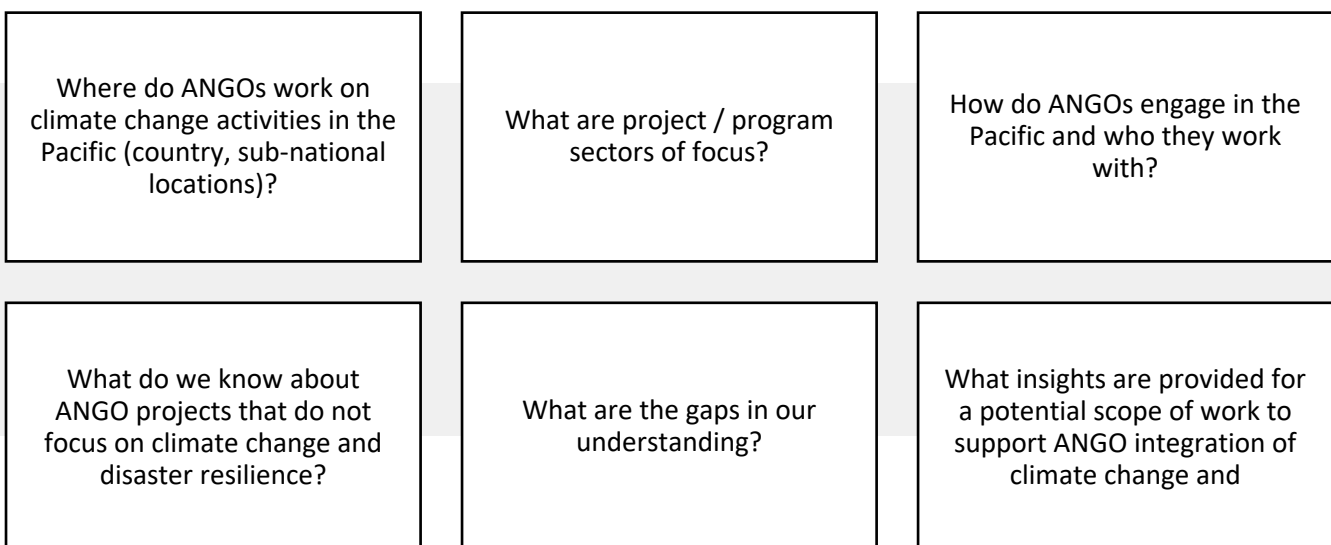 Where do ANGOs work on
climate change activities in the
Pacific (country, sub-national
locations)?
What are project / program
sectors of focus?
How do ANGOs engage in the
Pacific and who they work
with?
What do we know about
ANGO projects that do not
focus on climate change and
disaster resilience?
What are the gaps in our
understanding?
What insights are provided for
a potential scope of work to
support ANGO integration of
climate change and